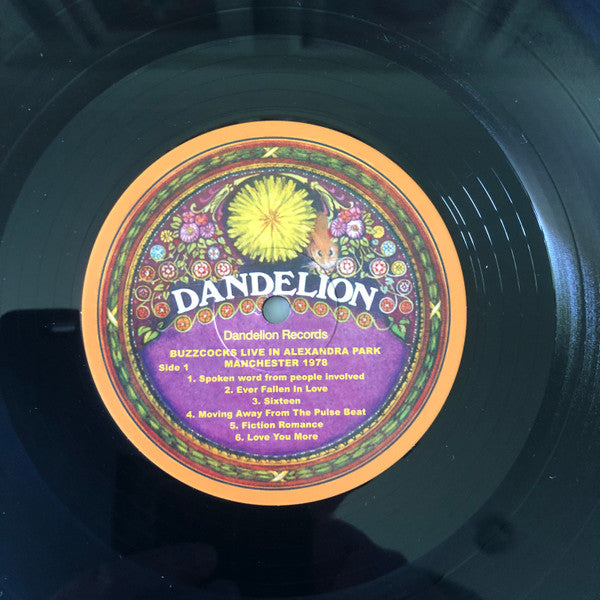 DANDELION
Dandelion Records
BUZZCOCKS LIVE IN ALEXANDRA PARK
MANCHESTER 1978
Side 1
1. Spoken word from people involved
2. Ever Fallen In Love
3. Sixteen
4. Moving Away From The Pulse Beat
5. Fiction Romance
6. Love You More